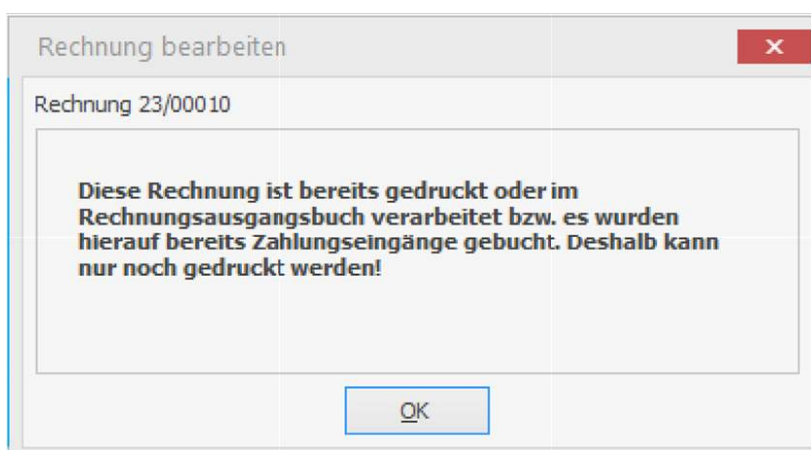 Rechnung bearbeiten
Rechnung 23/00010
Diese Rechnung ist bereits gedruckt oder im
Rechnungsausgangsbuch verarbeitet bzw. es wurden
hierauf bereits Zahlungseingänge gebucht. Deshalb kann
nur noch gedruckt werden!
OK